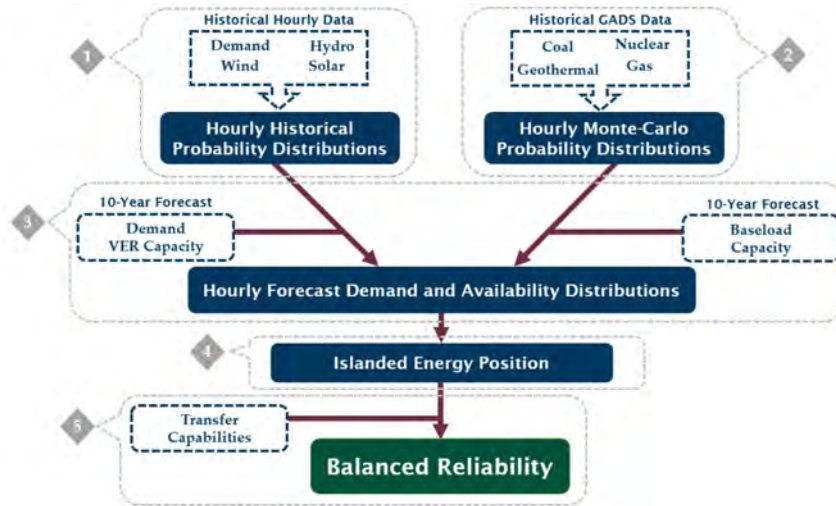 Historical Hourly Data
Demand Hydro
Wind Solar
1
Hourly Historical
Probability Distributions
Historical GADS Data
Coal Nuclear
Geothermal Gas
2
Hourly Monte-Carlo
Probability Distributions
3
10-Year Forecast
Demand
VER Capacity
10-Year Forecast
Baseload
Capacity
Hourly Forecast Demand and Availability Distributions
4
Islanded Energy Position
5
Transfer
Capabilities
Balanced Reliability